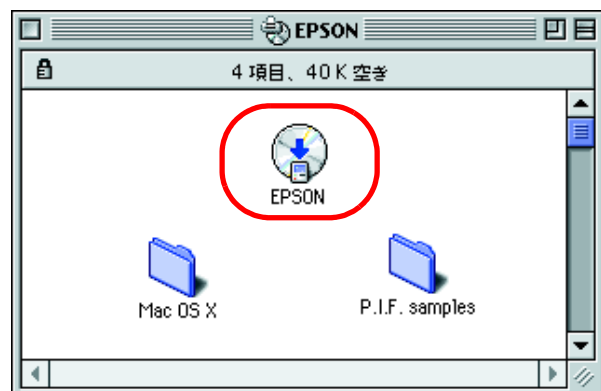 EPSON
4 項目、40 K 空き
EPSON
Mac OS X
P.I.F. samples